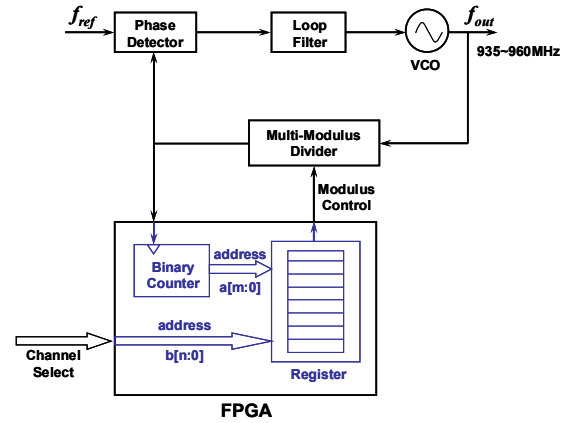 fref
Phase
Detector
Loop
Filter
VCO
fout
935~960MHz
Multi-Modulus
Divider
Modulus
Control
Binary
Counter
address
a[m:0]
address
b[n:0]
Channel
Select
Register
FPGA